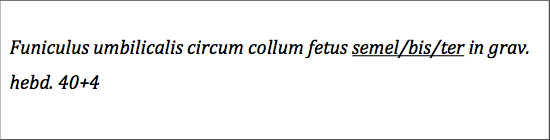 Funiculus umbilicalis circum collum fetus semel/bis/ter in grav.
hebd. 40+4